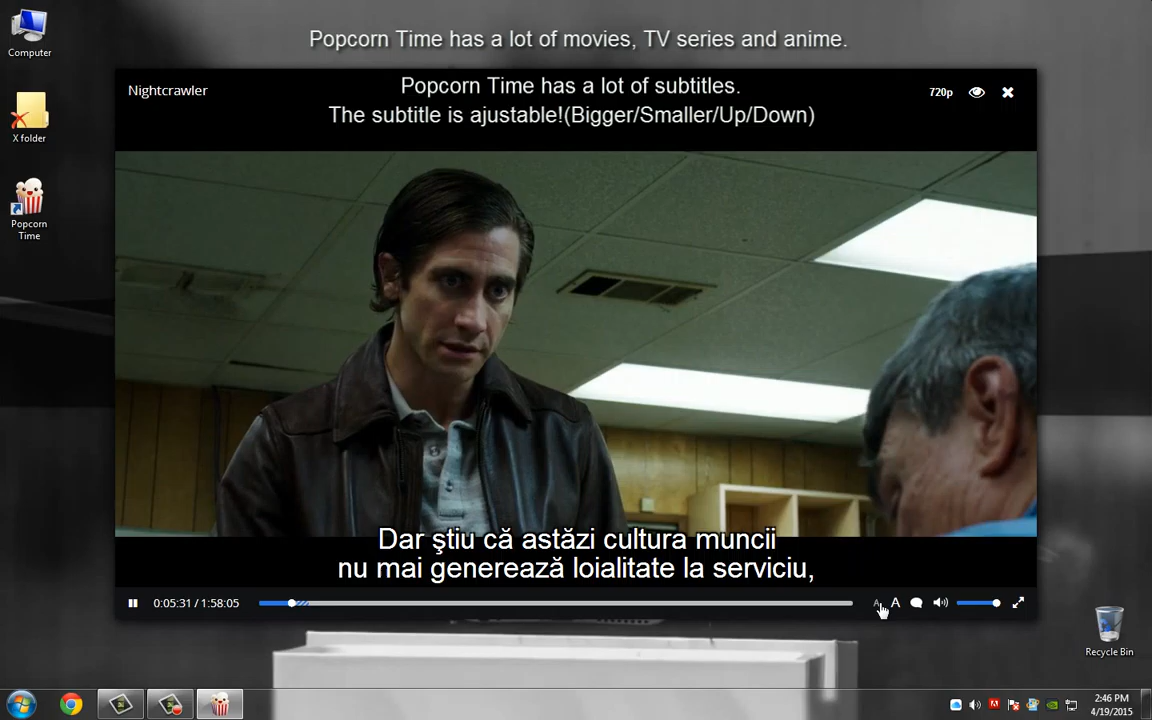 Computer
X folder
Popcorn
Time
Popcorn Time has a lot of movies, TV series and anime.
Nightcrawler
720p
Popcorn Time has a lot of subtitles.
The subtitle is ajustable!(Bigger/Smaller/Up/Down)
Dar ştiu că astăzi cultura muncii
nu mai generează loialitate la serviciu,
0:05:31 / 1:58:05
A A
Recycle Bin
2:46 PM
4/19/2015